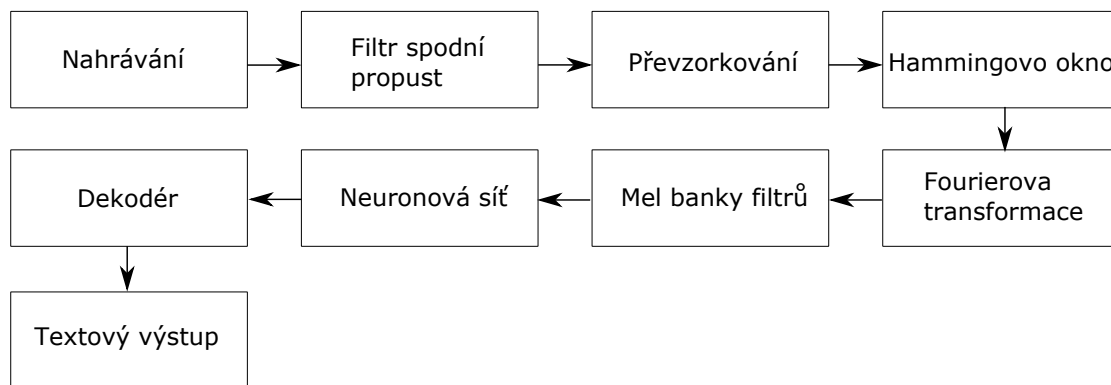 Nahrávání
Filtr spodní
propust
Převzorkování
Hammingovo okno
Fourierova
transformace
Mel banky filtrů
Neuronová síť
Dekodér
Textový výstup